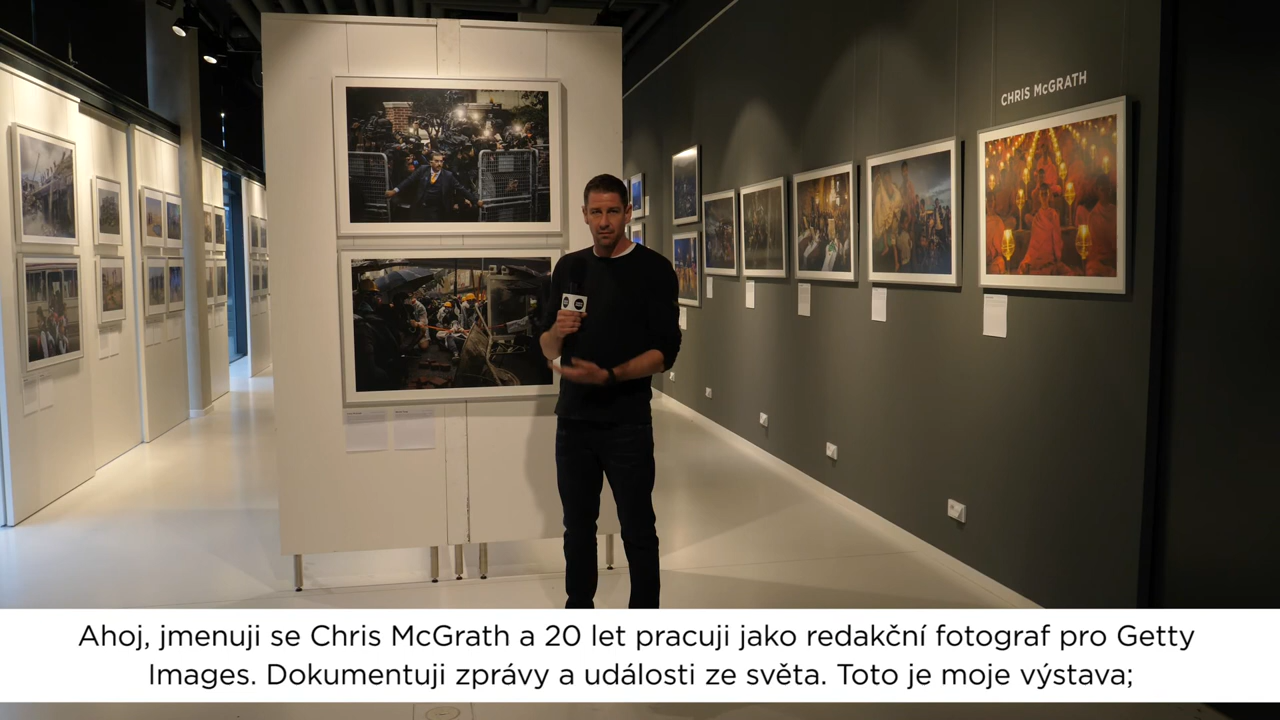 CHRIS McGRATH
Ahoj, jmenuji se Chris McGrath a 20 let pracuji jako redakční fotograf pro Getty
Images. Dokumentuji zprávy a události ze světa. Toto je moje výstava;